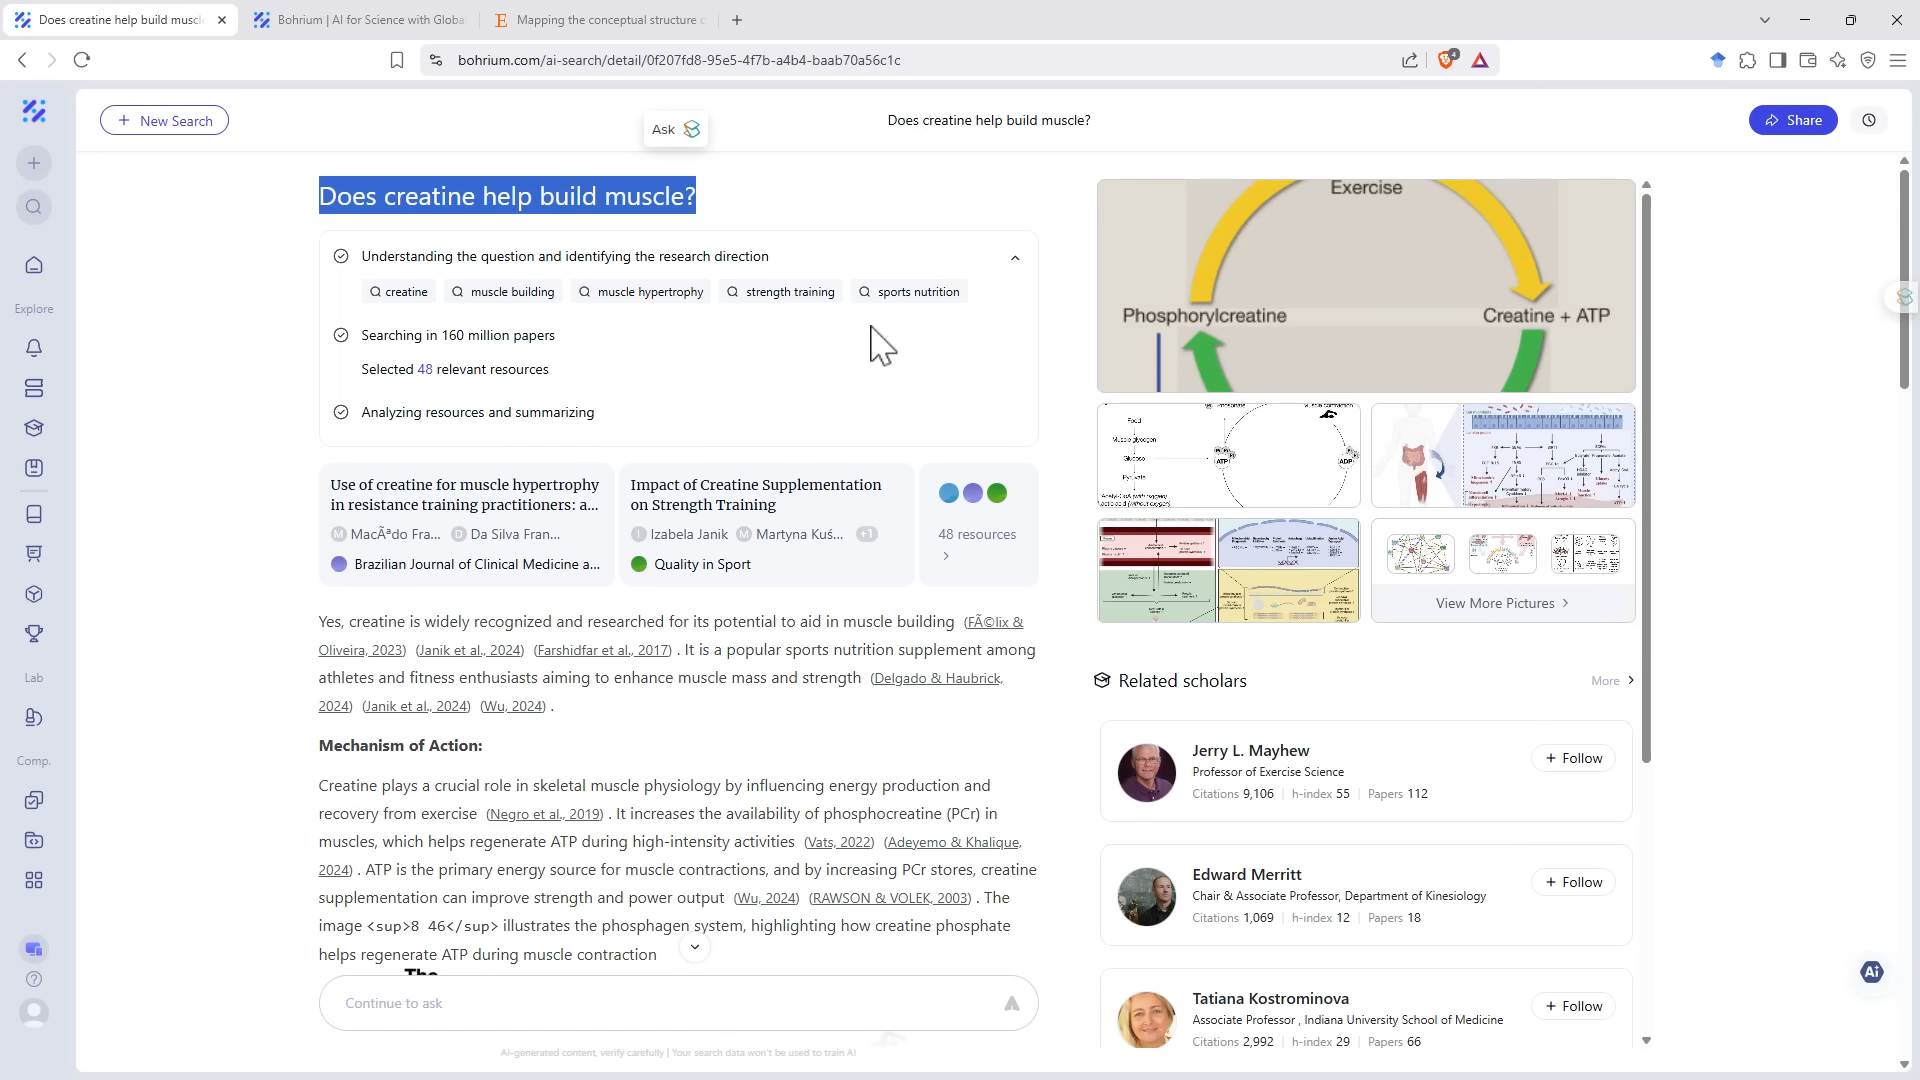 Does creatine help build muscle
Bohrium | AI for Science with Globa
Mapping the conceptual structure
bohrium.com/ai-search/detail/0f207fd8-95e5-4f7b-a4b4-baab70a56c1c
4
New Search
Ask
Does creatine help build muscle?
Share
Does creatine help build muscle?
Understanding the question and identifying the research direction
creatine
muscle building
muscle hypertrophy
strength training
sports nutrition
Searching in 160 million papers
Selected 48 relevant resources
Analyzing resources and summarizing
Use of creatine for muscle hypertrophy
in resistance training practitioners: a...
M MacÃªdo Fra... D Da Silva Fran...
Brazilian Journal of Clinical Medicine a...
Impact of Creatine Supplementation
on Strength Training
I Izabela Janik M Martyna Kuś... +1
Quality in Sport
48 resources
Yes, creatine is widely recognized and researched for its potential to aid in muscle building (FÃ©lix &
Oliveira, 2023) (Janik et al., 2024) (Farshidfar et al., 2017) . It is a popular sports nutrition supplement among
athletes and fitness enthusiasts aiming to enhance muscle mass and strength (Delgado & Haubrick,
2024) (Janik et al., 2024) (Wu, 2024) .
Mechanism of Action:
Creatine plays a crucial role in skeletal muscle physiology by influencing energy production and
recovery from exercise (Negro et al., 2019) . It increases the availability of phosphocreatine (PCr) in
muscles, which helps regenerate ATP during high-intensity activities (Vats, 2022) (Adeyemo & Khalique,
2024) . ATP is the primary energy source for muscle contractions, and by increasing PCr stores, creatine
supplementation can improve strength and power output (Wu, 2024) (RAWSON & VOLEK, 2003) . The
image <sup>8 46</sup> illustrates the phosphagen system, highlighting how creatine phosphate
helps regenerate ATP during muscle contraction
The
Continue to ask
AI-generated content, verify carefully | Your search data won't be used to train AI
Explore
Lab
Comp.
Exercise
Phosphorylcreatine
Creatine + ATP
Food
Muscle glycogen
Glucose
Pyruvate
Acetyl-CoA (with oxygen)
Phosphate
Muscle contraction
ATP
ADP
View More Pictures
Related scholars
More
Jerry L. Mayhew
Professor of Exercise Science
Citations 9,106 | h-index 55 | Papers 112
+ Follow
Edward Merritt
Chair & Associate Professor, Department of Kinesiology
Citations 1,069 | h-index 12 | Papers 18
+ Follow
Tatiana Kostrominova
Associate Professor , Indiana University School of Medicine
Citations 2,992 | h-index 29 | Papers 66
+ Follow
Ai